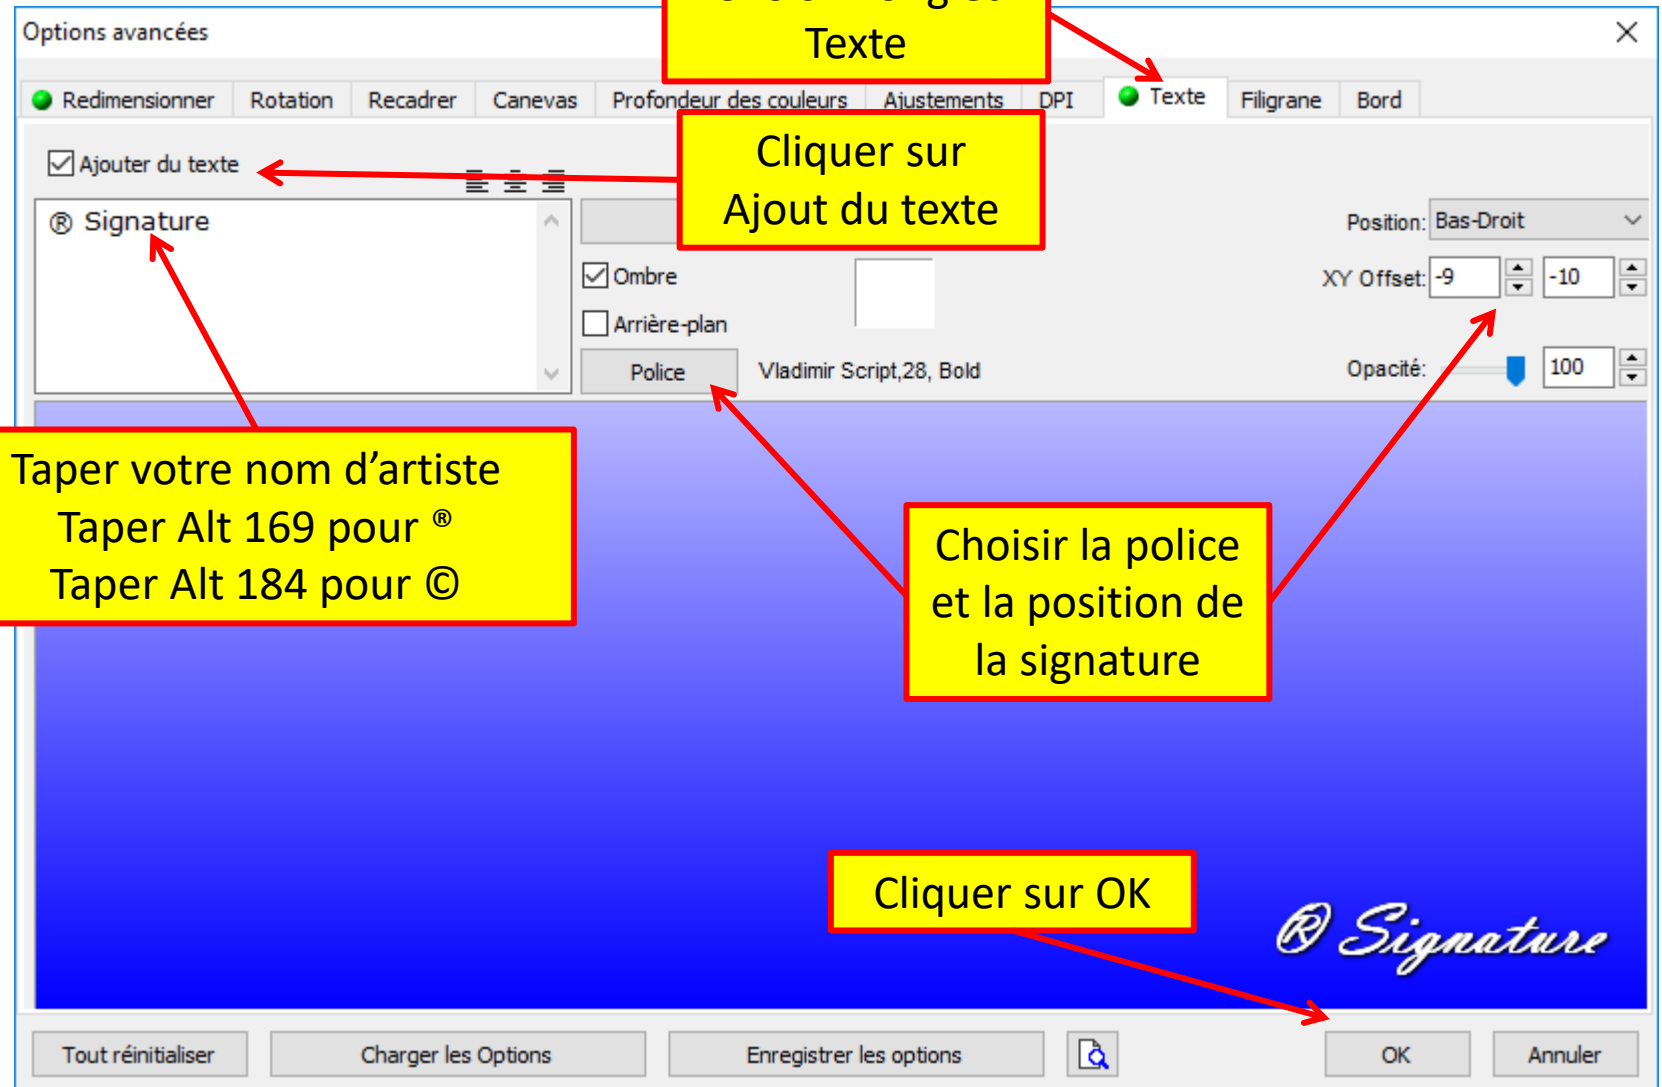 Texte
Options avancées
Redimensionner Rotation Recadrer Canevas Profondeur des couleurs Ajustements DPI Texte Filigrane Bord
Ajouter du texte
Cliquer sur
Ajout du texte
® Signature
Position: Bas-Droit
Ombre
XY Offset: -9 -10
Arrière-plan
Police Vladimir Script,28, Bold
Opacité: 100
Taper votre nom d’artiste
Taper Alt 169 pour ®
Taper Alt 184 pour ©
Choisir la police
et la position de
la signature
Cliquer sur OK
® Signature
Tout réinitialiser Charger les Options Enregistrer les options OK Annuler